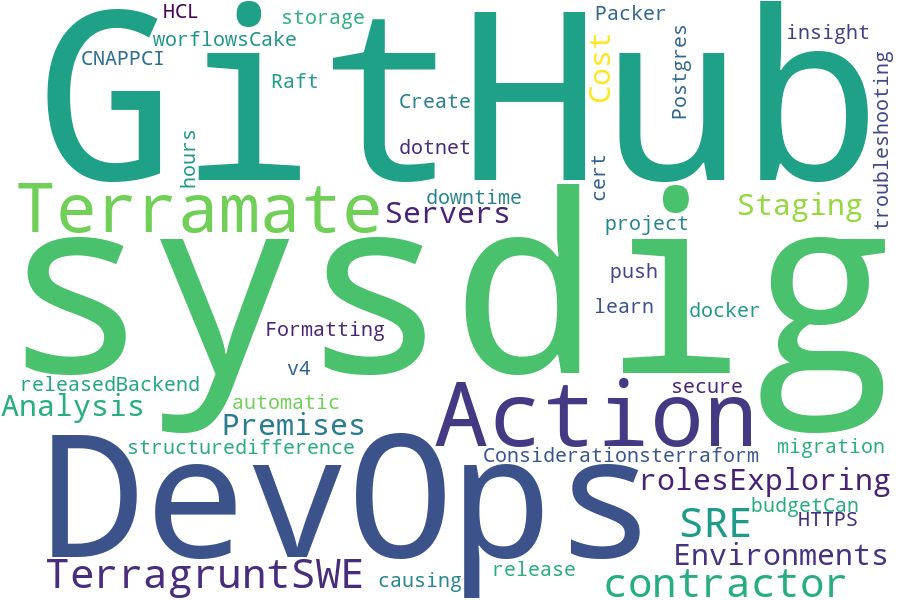 HCL
storage
Packer
GitHub
worflowsCake
insight
CNAPPCI
Cost
Postgres
Raft
Create
troubleshooting
hours
dotnet
cert
Terramate
downtime
Servers
Staging
project
sysdig
push
learn
docker
Formatting
v4
releasedBackend
secure
Analysis
automatic
Action
Premises
structuredifference
migration
Considerationsterraform
DevOps
rolesExploring
budgetCan
SRE
HTTPS
Environments
TerragruntSWE
causing
release
contractor